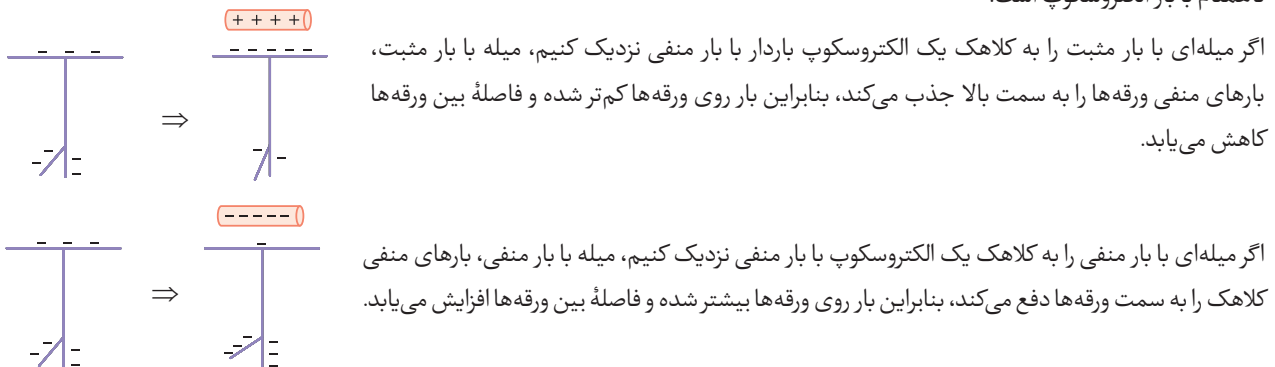 اگر میله‌ای با بار مثبت را به کلاهک یک الکتروسکوپ باردار با بار منفی نزدیک کنیم، میله با بار مثبت،
بارهای منفی ورقه‌ها را به سمت بالا جذب می‌کند، بنابراین بار روی ورقه‌ها کم‌تر شده و فاصلهٔ بین ورقه‌ها
کاهش می‌یابد.
اگر میله‌ای با بار منفی را به کلاهک یک الکتروسکوپ با بار منفی نزدیک کنیم، میله با بار منفی، بارهای منفی
کلاهک را به سمت ورقه‌ها دفع می‌کند، بنابراین بار روی ورقه‌ها بیشتر شده و فاصلهٔ بین ورقه‌ها افزایش می‌یابد.